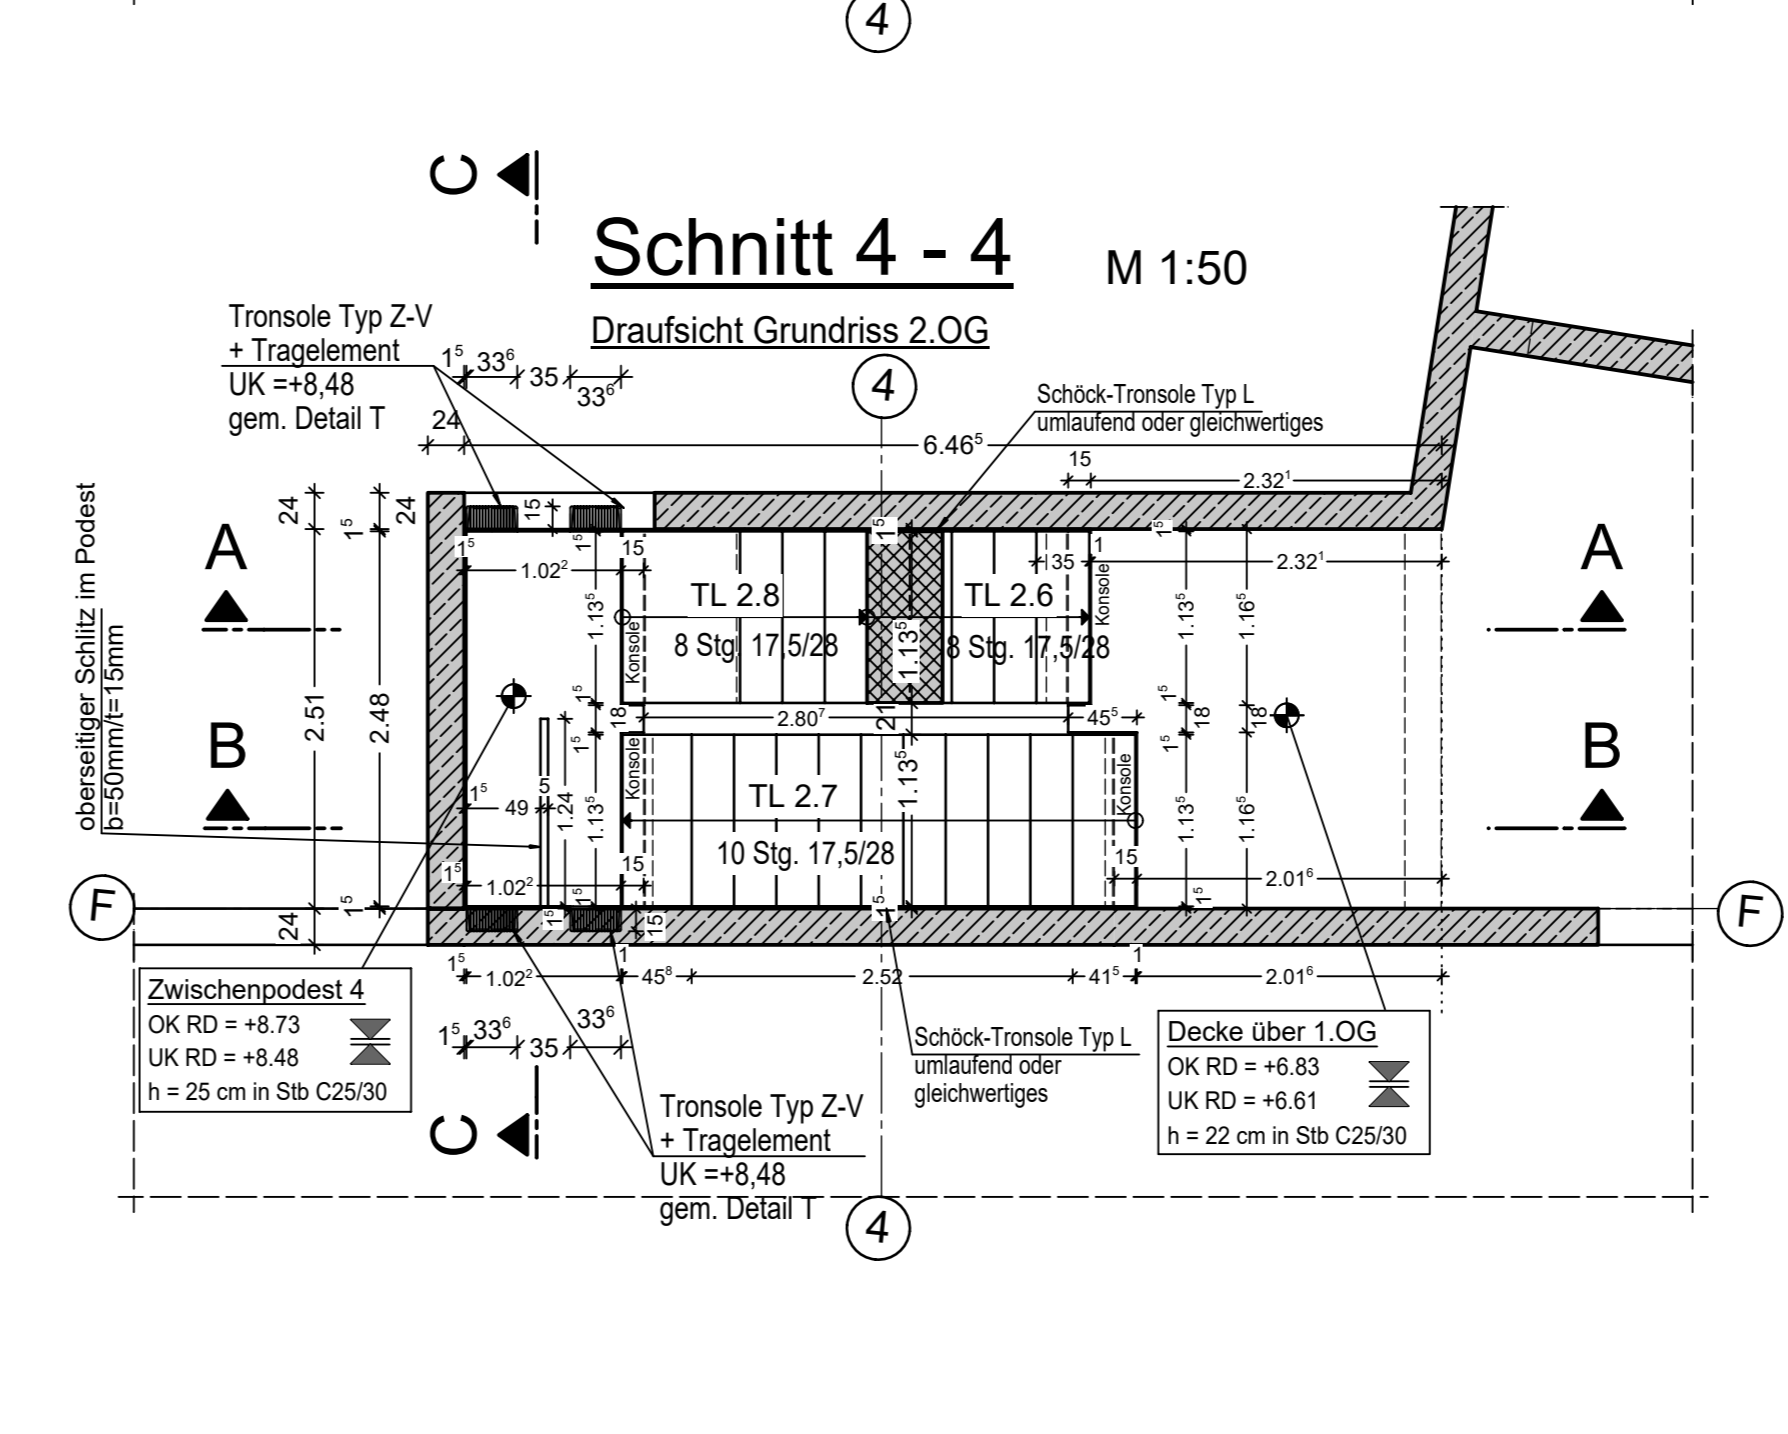 4
C
Schnitt 4 - 4
M 1:50
Draufsicht Grundriss 2.OG
Tronsole Typ Z-V
+ Tragelement
UK =+8,48
gem. Detail T
1⁵
33⁶
35
33⁶
4
Schöck-Tronsole Typ L
umlaufend oder gleichwertiges
24
6.46⁵
15
2.32¹
24
1⁵
24
15
1⁵
1⁵
A
1⁵
1⁵
15
1.02²
35
1
2.32¹
A
TL 2.8
TL 2.6
8 Stg. 17,5/28
8 Stg. 17,5/28
1.13⁵
Konsole
1.13⁵
Konsole
1.13⁵
1.16⁵
oberseitiger Schlitz im Podest
b=50mm/t=15mm
2.51
2.48
1⁵
18
1⁵
2.80⁷
21
45⁵
1⁵
18
1⁵
18
B
Konsole
Konsole
B
1⁵
49
5
1.24
1.13⁵
TL 2.7
10 Stg. 17,5/28
1.13⁵
1.13⁵
1.16⁵
1⁵
1.02²
15
15
2.01⁶
F
24
1⁵
1⁵
1⁵
15
1⁵
1⁵
F
1⁵
1.02²
1
45⁸
2.52
41⁵
1
2.01⁶
Zwischenpodest 4
OK RD = +8.73
UK RD = +8.48
h = 25 cm in Stb C25/30
1⁵
33⁶
35
33⁶
Schöck-Tronsole Typ L
umlaufend oder
gleichwertiges
Decke über 1.OG
OK RD = +6.83
UK RD = +6.61
h = 22 cm in Stb C25/30
C
Tronsole Typ Z-V
+ Tragelement
UK =+8,48
gem. Detail T
4